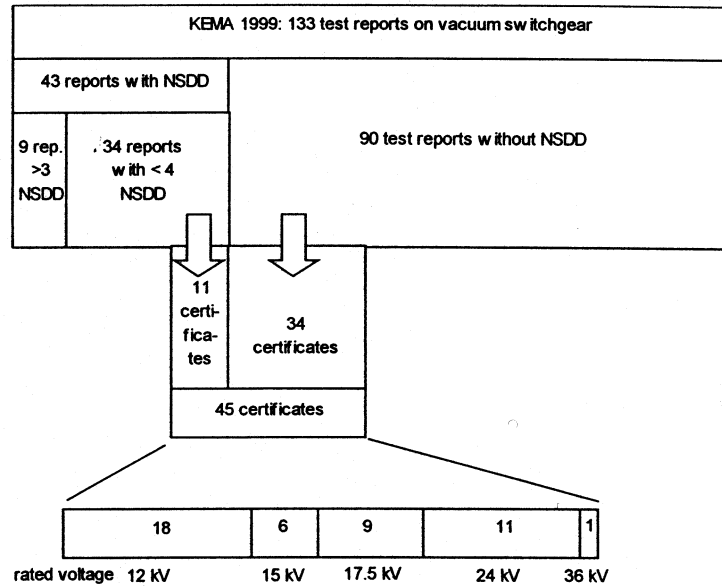 KEMA 1999: 133 test reports on vacuum switchgear
43 reports with NSDD
90 test reports without NSDD
9 rep.
>3
NSDD
34 reports
with < 4
NSDD
11
certi-
fica-
tes
34
certificates
45 certificates
18
6
9
11
1
rated voltage
12 kV
15 kV
17.5 kV
24 kV
36 kV